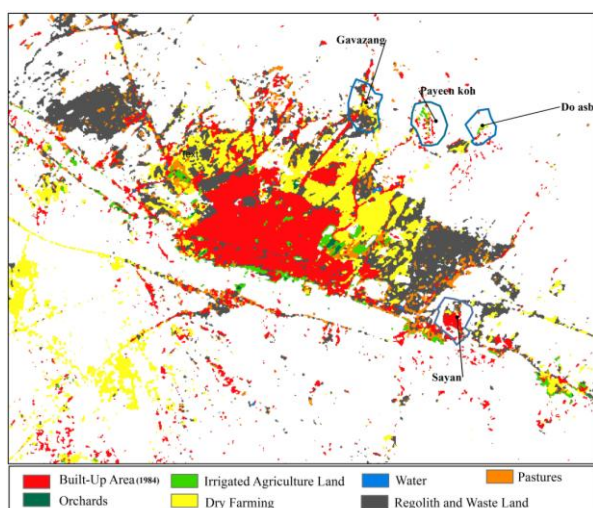 Gavazang
Payeen koh
Do asb
Sayan
Built-Up Area (1984)
Irrigated Agriculture Land
Water
Pastures
Orchards
Dry Farming
Regolith and Waste Land